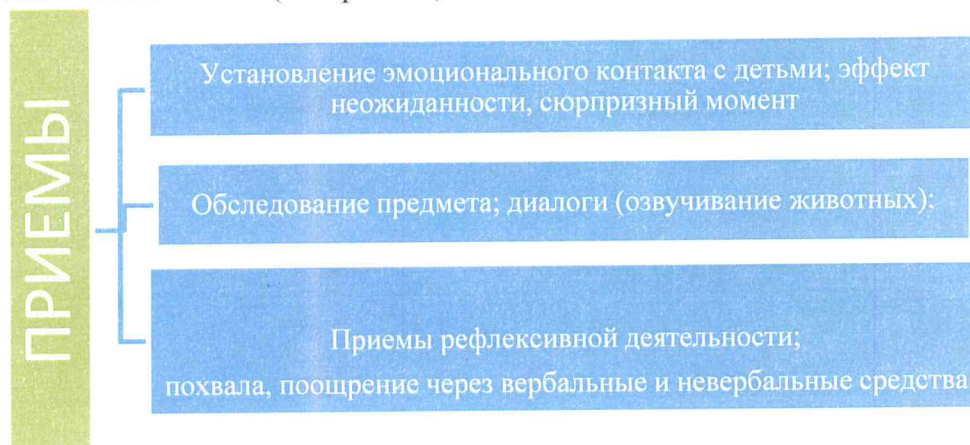 ПРИЕМЫ
Установление эмоционального контакта с детьми; эффект
неожиданности, сюрпризный момент
Обследование предмета; диалоги (озвучивание животных);
Приемы рефлексивной деятельности;
похвала, поощрение через вербальные и невербальные средства